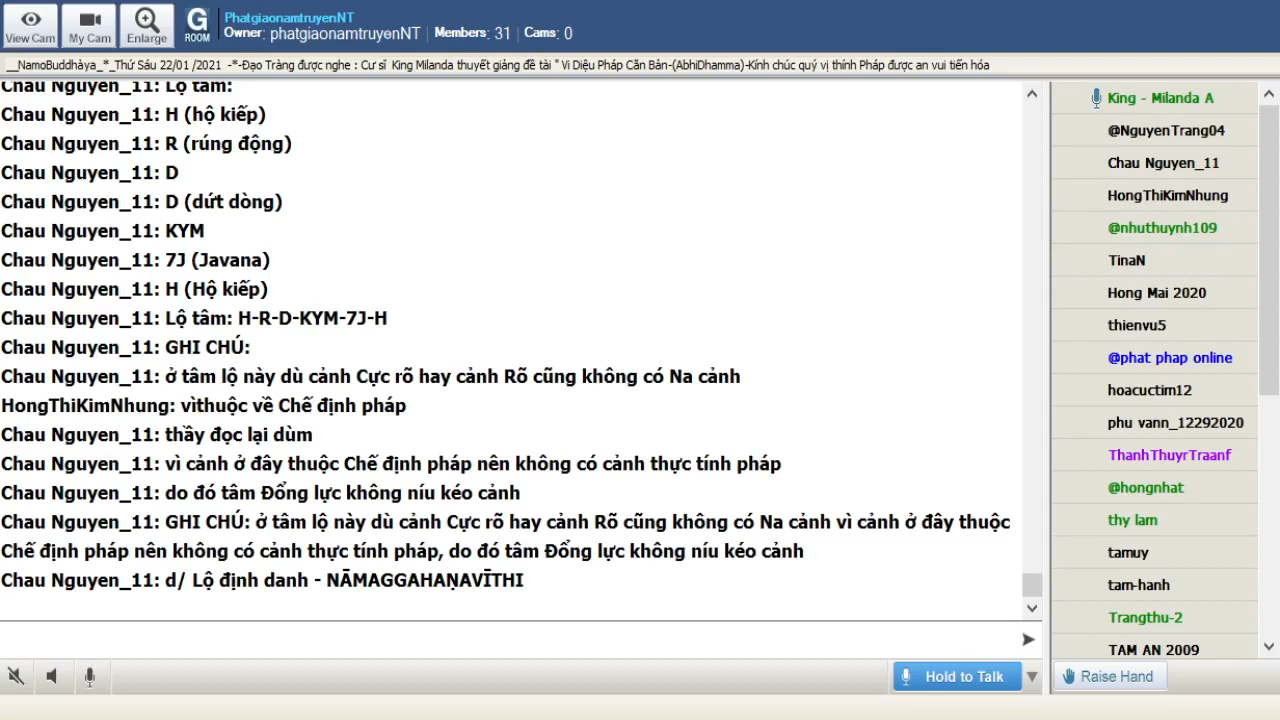 View Cam
My Cam
Enlarge
G
ROOM
PhatgiaonamtruyenNT
Owner: phatgiaonamtruyenNT | Members: 31 | Cams: 0
__NamoBuddhàya_*_Thứ Sáu 22/01 /2021 -*-Đạo Tràng được nghe : Cư sĩ King Milanda thuyết giảng đề tài " Vi Diệu Pháp Căn Bản-(AbhiDhamma)-Kính chúc quý vị thính Pháp được an vui tiến hóa
Chau Nguyen_11: Lộ tâm:
Chau Nguyen_11: H (hộ kiếp)
Chau Nguyen_11: R (rúng động)
Chau Nguyen_11: D
Chau Nguyen_11: D (dứt dòng)
Chau Nguyen_11: KYM
Chau Nguyen_11: 7J (Javana)
Chau Nguyen_11: H (Hộ kiếp)
Chau Nguyen_11: Lộ tâm: H-R-D-KYM-7J-H
Chau Nguyen_11: GHI CHÚ:
Chau Nguyen_11: ở tâm lộ này dù cảnh Cực rõ hay cảnh Rõ cũng không có Na cảnh
HongThiKimNhung: vìthuộc về Chế định pháp
Chau Nguyen_11: thầy đọc lại dùm
Chau Nguyen_11: vì cảnh ở đây thuộc Chế định pháp nên không có cảnh thực tính pháp
Chau Nguyen_11: do đó tâm Đổng lực không níu kéo cảnh
Chau Nguyen_11: GHI CHÚ: ở tâm lộ này dù cảnh Cực rõ hay cảnh Rõ cũng không có Na cảnh vì cảnh ở đây thuộc
Chế định pháp nên không có cảnh thực tính pháp, do đó tâm Đổng lực không níu kéo cảnh
Chau Nguyen_11: d/ Lộ định danh - NĀMAGGAHAṆAVĪTHI
King - Milanda A
@NguyenTrang04
Chau Nguyen_11
HongThiKimNhung
@nhuthuynh109
TinaN
Hong Mai 2020
thienvu5
@phat phap online
hoacuctim12
phu vann_12292020
ThanhThuyrTraanf
@hongnhat
thy lam
tamuy
tam-hanh
Trangthu-2
TAM AN 2009
Hold to Talk
Raise Hand